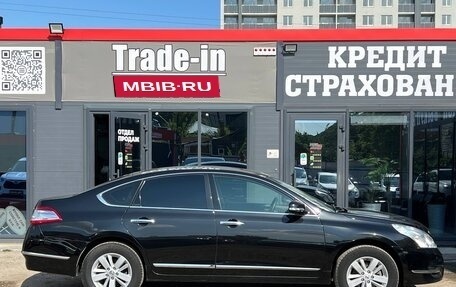 Trade-in
MBIB-RU
КРЕДИТ
СТРАХОВАН
ОТДЕЛ
ПРОДАЖ